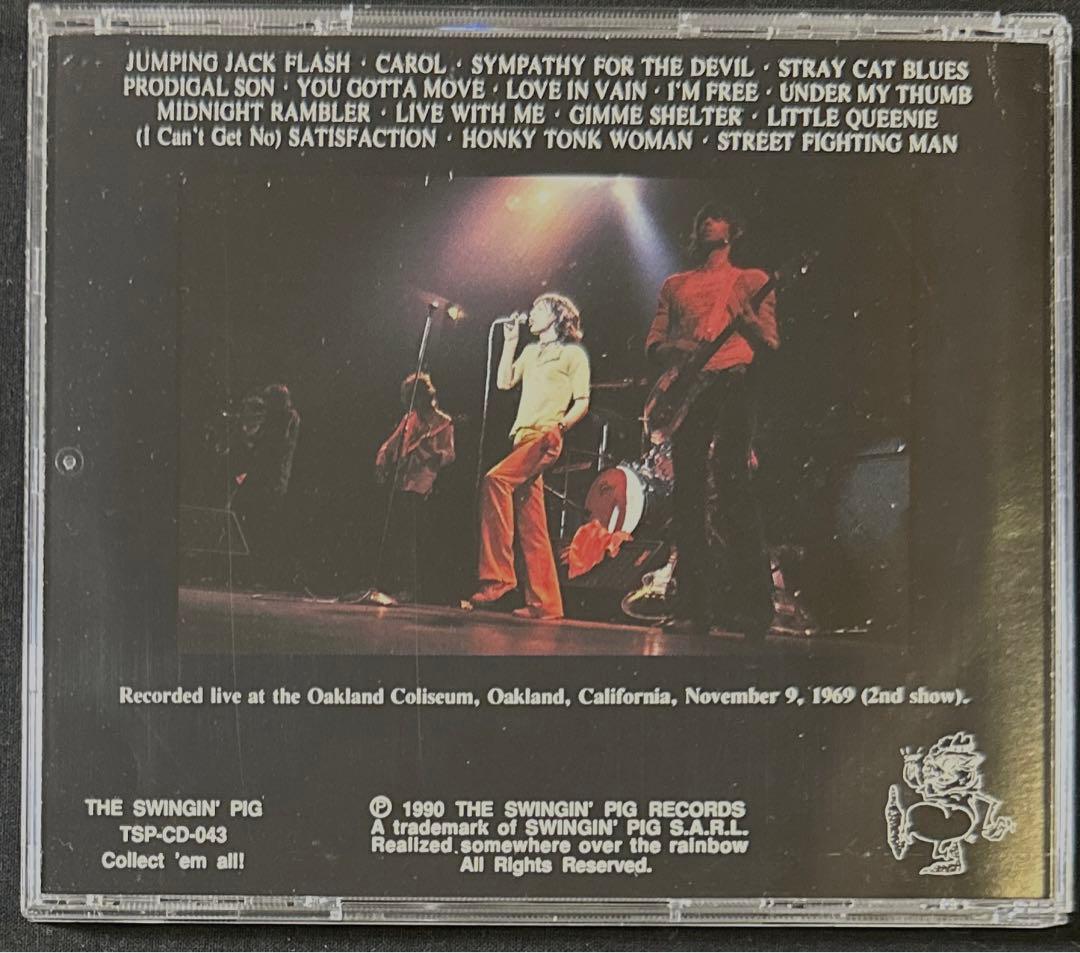 JUMPING JACK FLASH · CAROL · SYMPATHY FOR THE DEVIL · STRAY CAT BLUES
PRODIGAL SON · YOU GOTTA MOVE · LOVE IN VAIN · I'M FREE · UNDER MY THUMB
MIDNIGHT RAMBLER · LIVE WITH ME · GIMME SHELTER · LITTLE QUEENIE
(I Can't Get No) SATISFACTION · HONKY TONK WOMAN · STREET FIGHTING MAN
Recorded live at the Oakland Coliseum, Oakland, California, November 9, 1969 (2nd show).
THE SWINGIN' PIG
TSP-CD-043
Collect 'em all!
℗ 1990 THE SWINGIN' PIG RECORDS
A trademark of SWINGIN' PIG S.A.R.L.
Realized somewhere over the rainbow
All Rights Reserved.